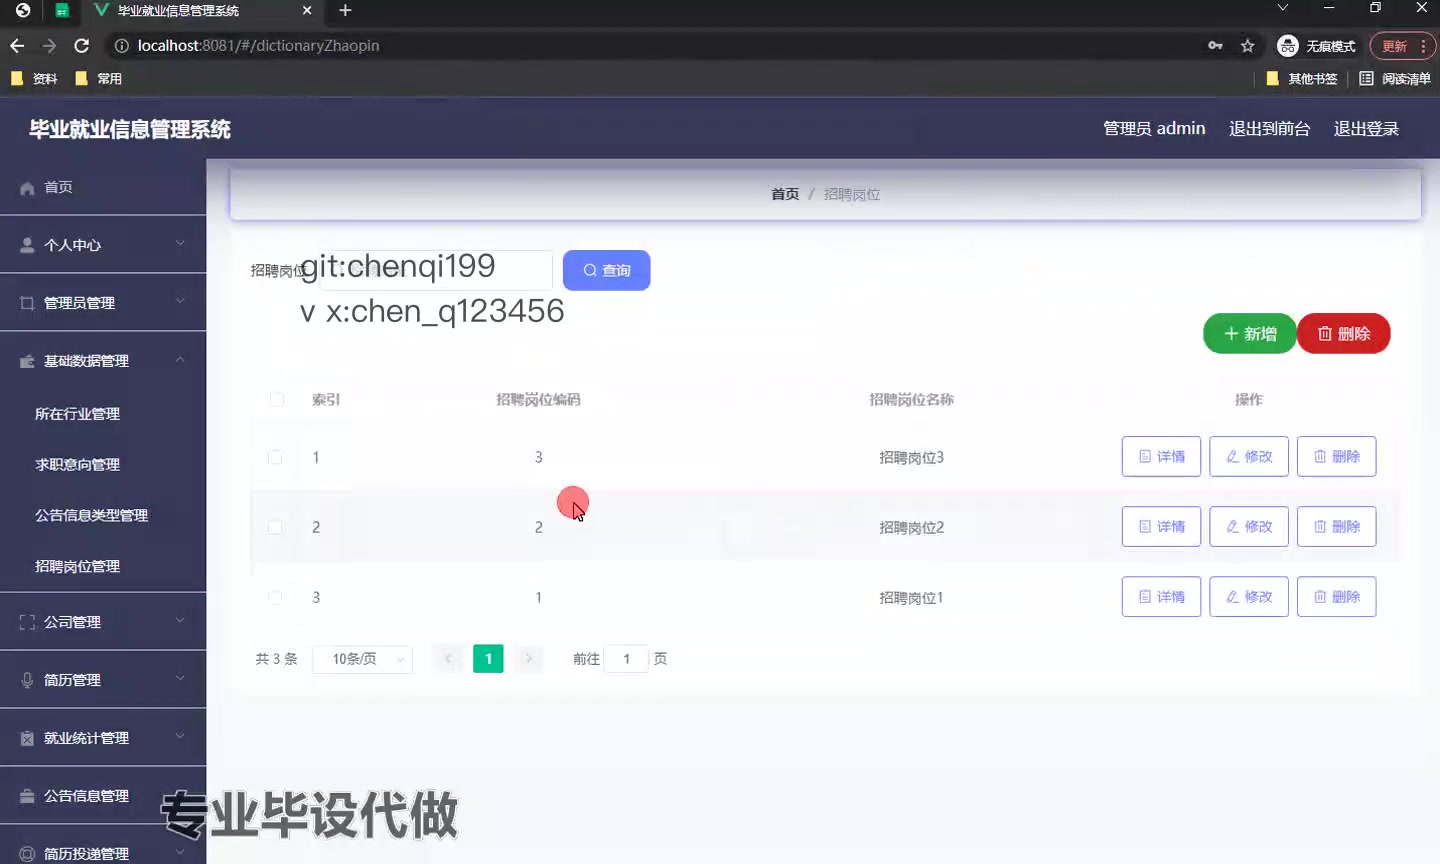 毕业就业信息管理系统
localhost:8081/#/dictionaryZhaopin
无痕模式
更新
资料
常用
其他书签
阅读清单
毕业就业信息管理系统
管理员 admin
退出到前台
退出登录
首页
首页 / 招聘岗位
个人中心
管理员管理
基础数据管理
所在行业管理
求职意向管理
公告信息类型管理
招聘岗位管理
公司管理
简历管理
就业统计管理
公告信息管理
简历投递管理
招聘岗位
git:chenqi199
查询
v x:chen_q123456
新增
删除
索引 招聘岗位编码 招聘岗位名称 操作
1 3 招聘岗位3 详情 修改 删除
2 2 招聘岗位2 详情 修改 删除
3 1 招聘岗位1 详情 修改 删除
共 3 条 10条/页 1 前往 1 页
专业毕设代做